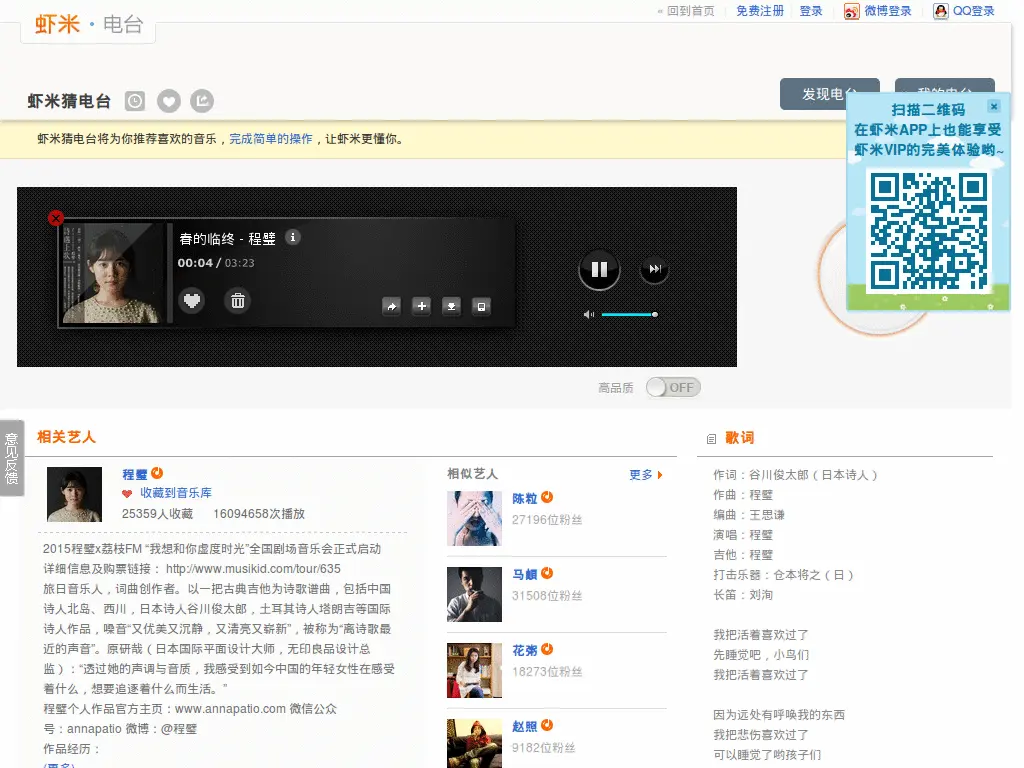 虾米·电台
« 回到首页
免费注册
登录
微博登录
QQ登录
虾米猜电台
发现电台
我的电台
虾米猜电台将为你推荐喜欢的音乐，完成简单的操作，让虾米更懂你。
扫描二维码
在虾米APP上也能享受
虾米VIP的完美体验哟~
春的临终 - 程璧
00:04 / 03:23
高品质
OFF
意见反馈
相关艺人
程璧
收藏到音乐库
25359人收藏 16094658次播放
2015程璧x荔枝FM “我想和你虚度时光”全国剧场音乐会正式启动
详细信息及购票链接： http://www.musikid.com/tour/635
旅日音乐人，词曲创作者。以一把古典吉他为诗歌谱曲，包括中国
诗人北岛、西川，日本诗人谷川俊太郎，土耳其诗人塔朗吉等国际
诗人作品，嗓音“又优美又沉静，又清亮又崭新”，被称为“离诗歌最
近的声音”。原研哉（日本国际平面设计大师，无印良品设计总
监）：“透过她的声调与音质，我感受到如今中国的年轻女性在感受
着什么，想要追逐着什么而生活。”
程璧个人作品官方主页：www.annapatio.com 微信公众
号：annapatio 微博：@程璧
作品经历：
(更多)
相似艺人
更多
陈粒
27196位粉丝
马頔
31508位粉丝
花粥
18273位粉丝
赵照
9182位粉丝
歌词
作词：谷川俊太郎（日本诗人）
作曲：程璧
编曲：王思谦
演唱：程璧
吉他：程璧
打击乐器：仓本将之（日）
长笛：刘洵
我把活着喜欢过了
先睡觉吧，小鸟们
我把活着喜欢过了
因为远处有呼唤我的东西
我把悲伤喜欢过了
可以睡觉了哟孩子们